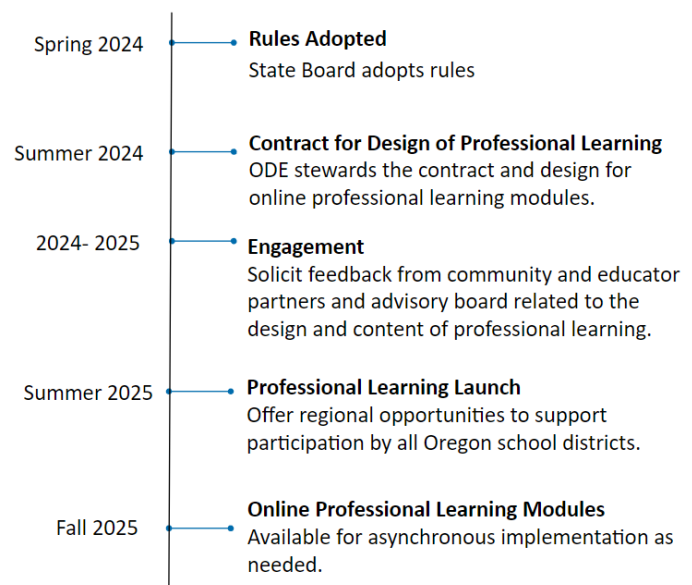 Spring 2024
Rules Adopted
State Board adopts rules
Summer 2024
Contract for Design of Professional Learning
ODE stewards the contract and design for
online professional learning modules.
2024- 2025
Engagement
Solicit feedback from community and educator
partners and advisory board related to the
design and content of professional learning.
Summer 2025
Professional Learning Launch
Offer regional opportunities to support
participation by all Oregon school districts.
Fall 2025
Online Professional Learning Modules
Available for asynchronous implementation as
needed.